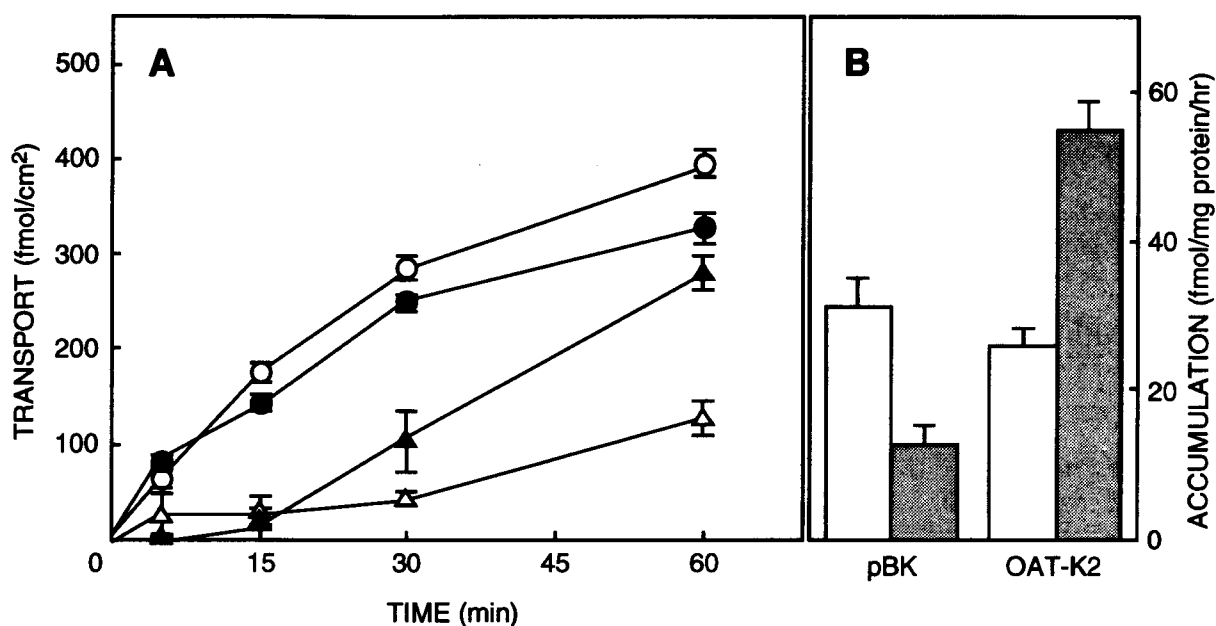 A
B
TRANSPORT (fmol/cm²)
500
400
300
200
100
0
15
30
45
60
TIME (min)
60
40
20
0
ACCUMULATION (fmol/mg protein/hr)
pBK
OAT-K2